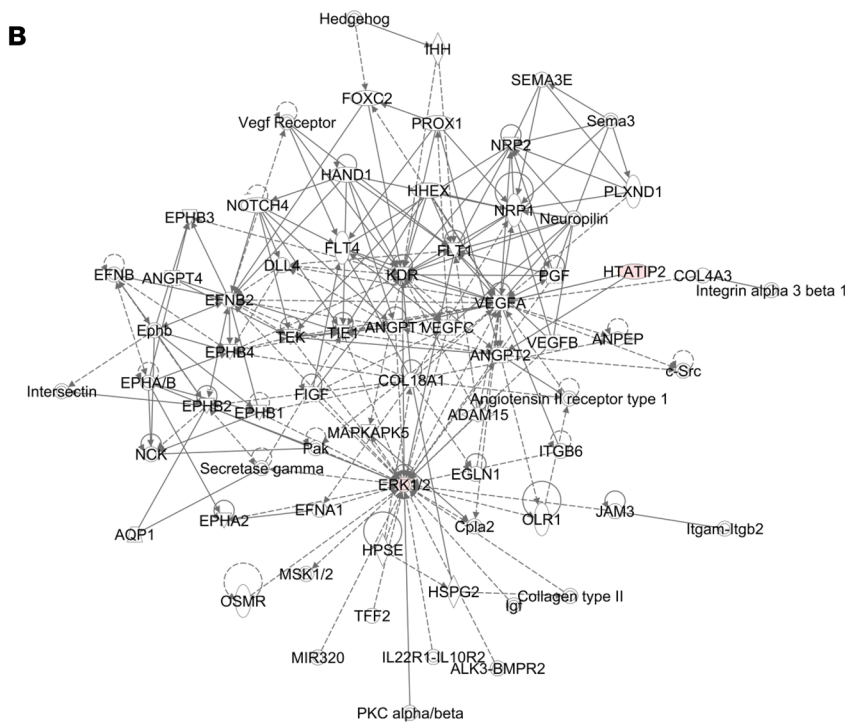 B
Hedgehog
IHH
SEMA3E
FOXC2
Vegf Receptor
PROX1
Sema3
NRP2
HAND1
HHEX
PLXND1
NOTCH4
NRP1
Neuropilin
EPHB3
FLT4
FLT1
DLL4
KDR
PGF
HTATIP2
COL4A3
EFNB
ANGPT4
Integrin alpha 3 beta 1
EFNB2
VEGFA
Ephb
TEK
TIE1
ANGPT1
VEGFC
VEGFB
ANPEP
EPHB4
ANGPT2
c-Src
EPHA/B
COL18A1
Intersectin
FIGF
Angiotensin II receptor type 1
EPHB2
EPHB1
ADAM15
MAPKAPK5
NCK
Pak
ITGB6
Secretase gamma
EGLN1
ERK1/2
EPHA2
EFNA1
OLR1
JAM3
AQP1
Cpla2
Itgam-Itgb2
HPSE
MSK1/2
OSMR
HSPG2
Igf
Collagen type II
TFF2
MIR320
IL22R1-IL10R2
ALK3-BMPR2
PKC alpha/beta